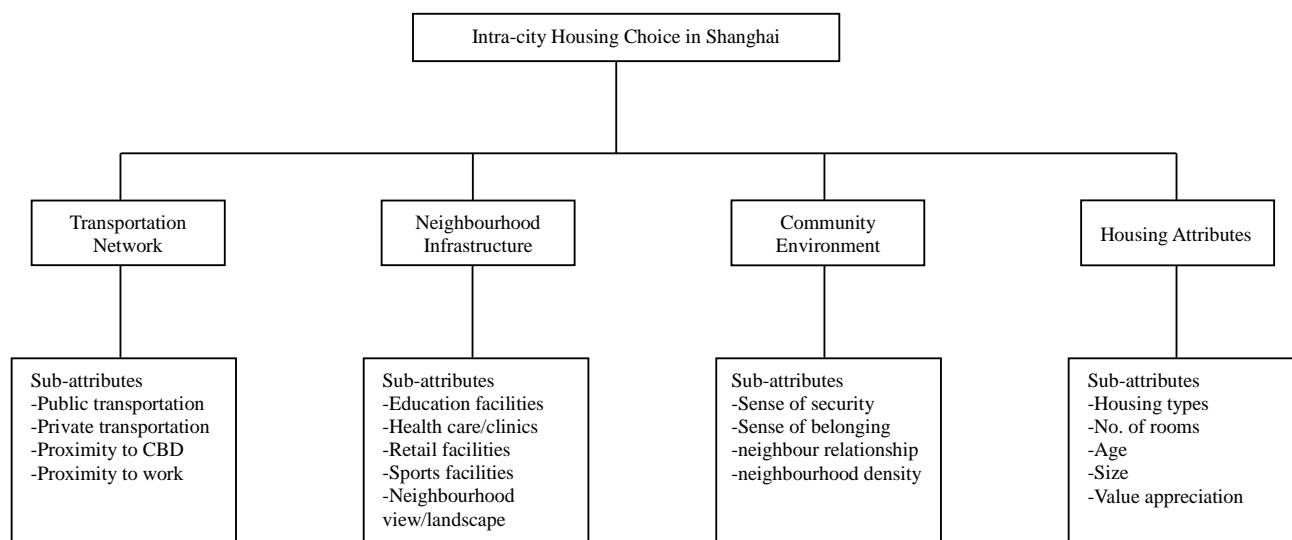 Intra-city Housing Choice in Shanghai
Transportation
Network
Neighbourhood
Infrastructure
Community
Environment
Housing Attributes
Sub-attributes
-Public transportation
-Private transportation
-Proximity to CBD
-Proximity to work
Sub-attributes
-Education facilities
-Health care/clinics
-Retail facilities
-Sports facilities
-Neighbourhood
view/landscape
Sub-attributes
-Sense of security
-Sense of belonging
-neighbour relationship
-neighbourhood density
Sub-attributes
-Housing types
-No. of rooms
-Age
-Size
-Value appreciation